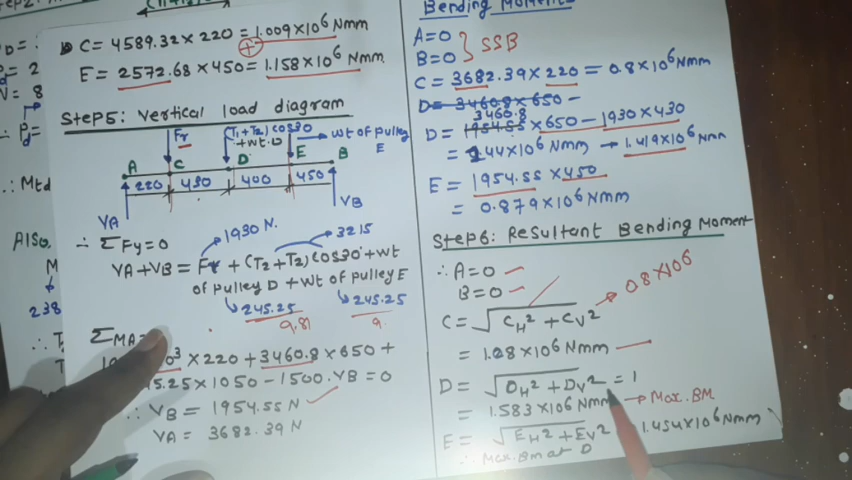 C = 4589.32 × 220 = 1.009 × 10⁶ Nmm
+
E = 2572.68 × 450 = 1.158 × 10⁶ Nmm
Step5: Vertical load diagram
Fr (T1+T2) cos30 +wt.D wt of pulley E
A C D E B
220 430 400 450
VA VB
∴ ΣFy=0 1930 N. 3215
VA+VB = Fr + (T2+T2) cos30 + wt
of pulley D + wt of pulley E
245.25 245.25
9.81 9.
ΣMA=
10³ × 220 + 3460.8 × 650 +
5.25 × 1050 - 1500. VB = 0
∴ VB = 1954.55 N
VA = 3682.39 N
Bending Moment
A=0
B=0 } SSB
C = 3682.39 × 220 = 0.8 × 10⁶ Nmm
D = 3460.8 × 650 -
3460.8
D = 1954.55 × 650 - 1930 × 430
= 2.44 × 10⁶ Nmm → 1.419 × 10⁶ Nmm
E = 1954.55 × 450
= 0.879 × 10⁶ Nmm
Step6: Resultant Bending Moment
∴ A=0
B=0
C = √CH² + CV² → 08 × 10⁶
= 1.28 × 10⁶ Nmm
D = √DH² + DV² = 1
= 1.583 × 10⁶ Nmm → Max. BM
E = √EH² + EV² 1.454 × 10⁶ Nmm
∴ Max. Bm at D